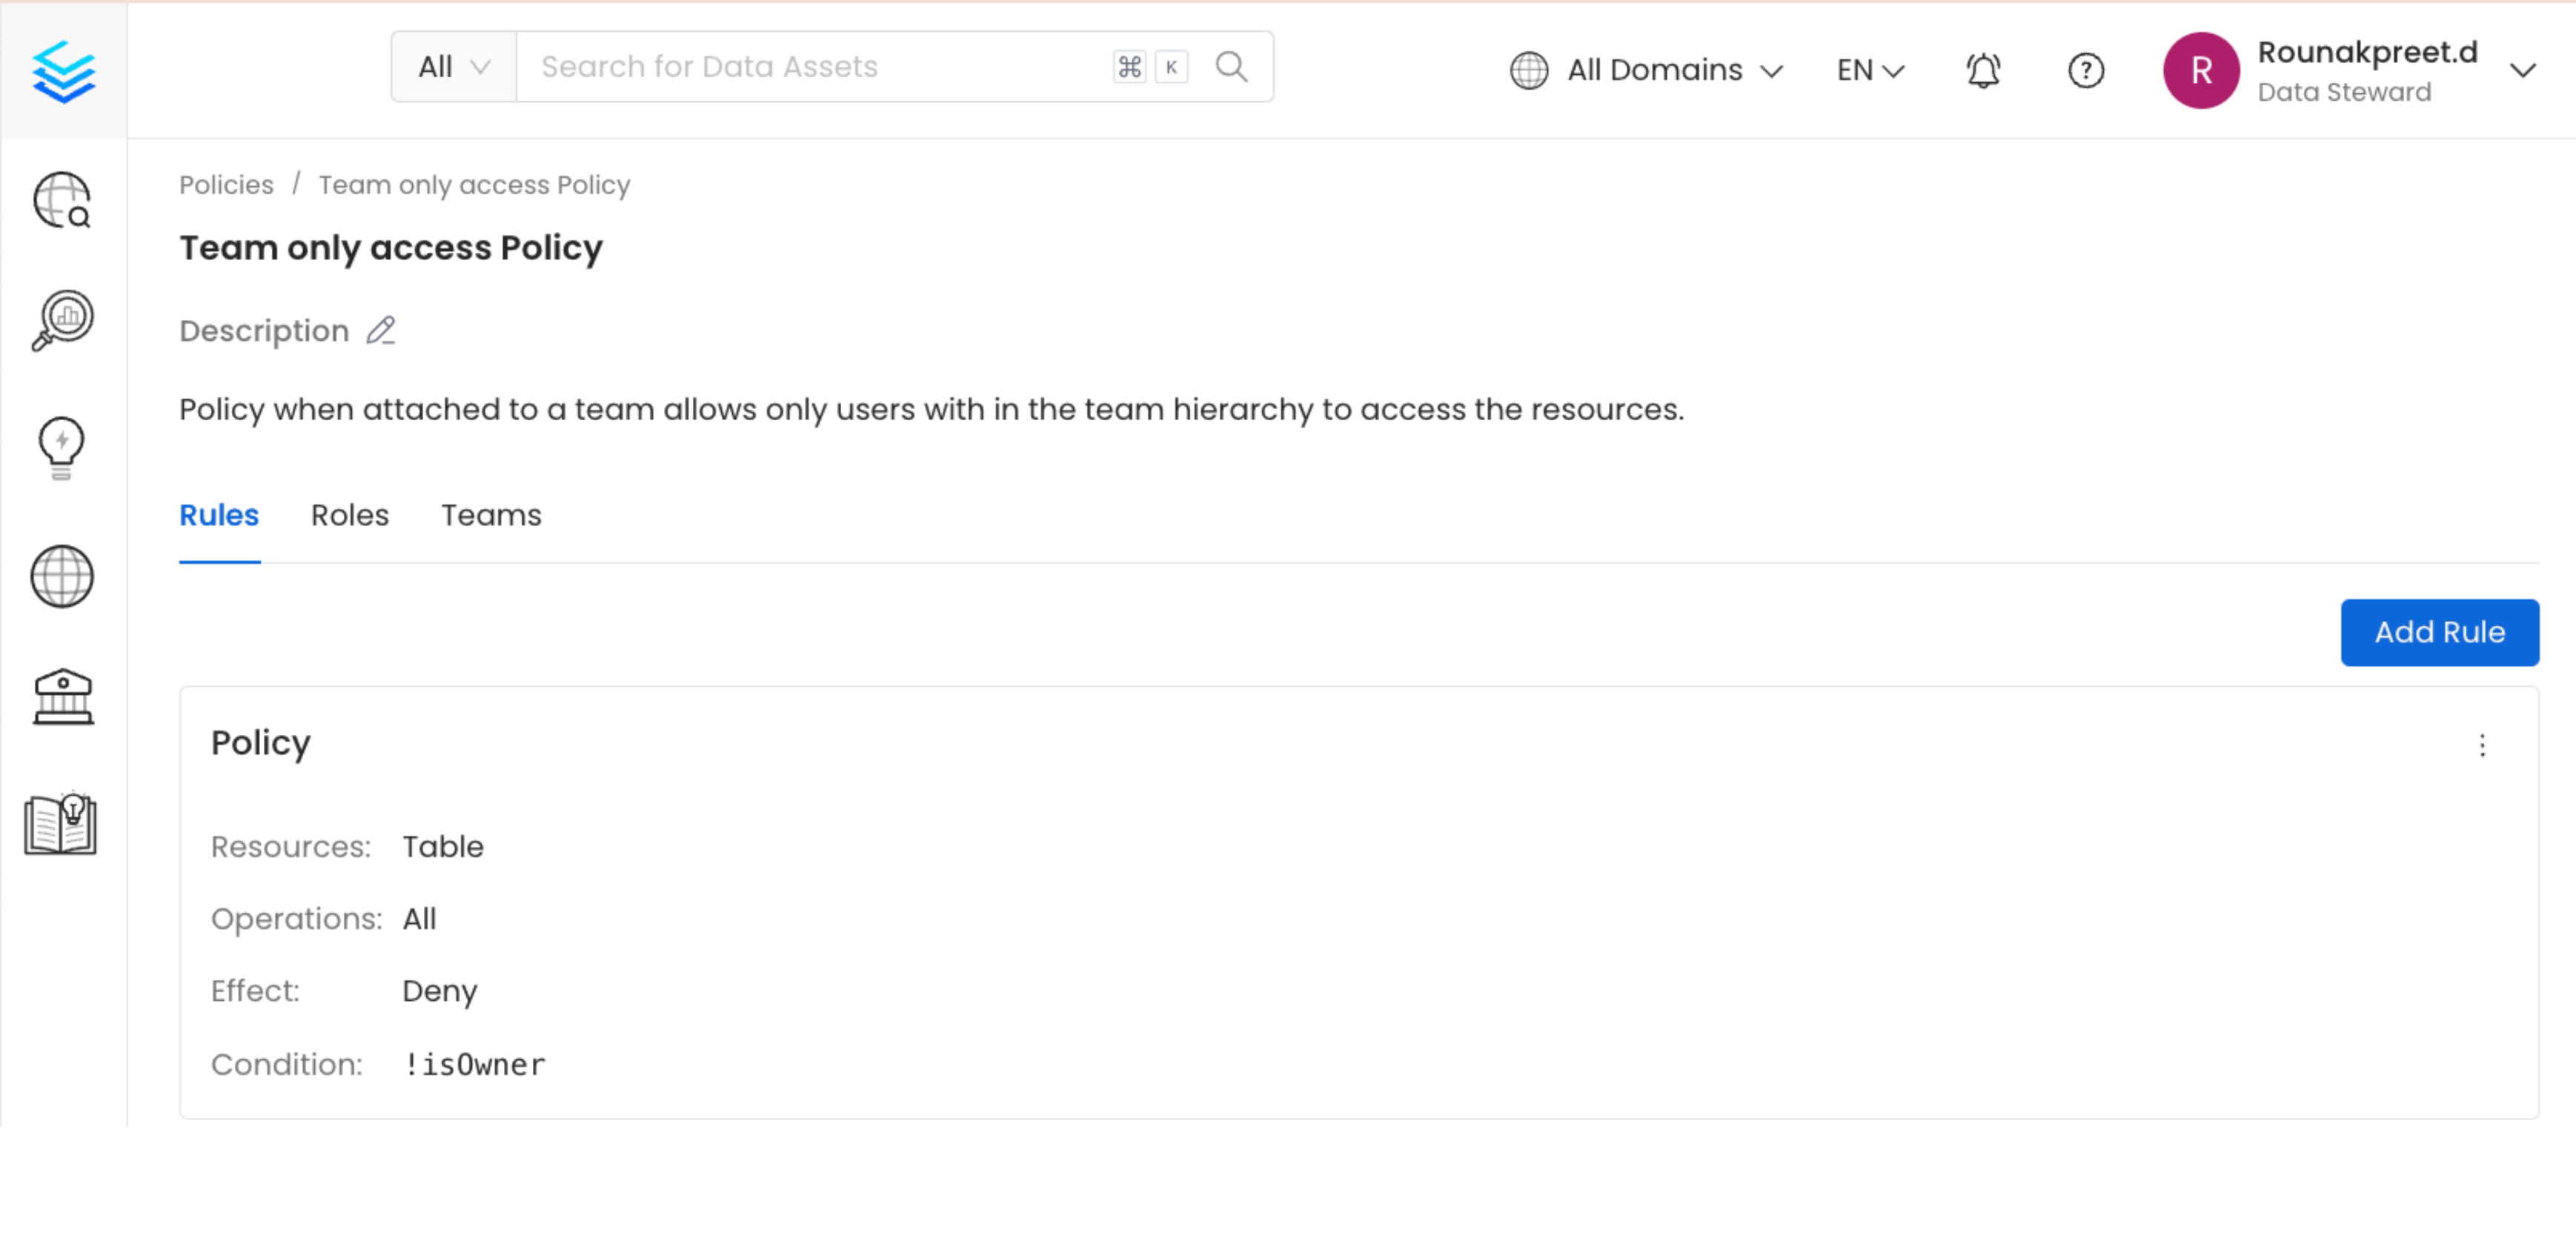 All
Search for Data Assets
⌘ K
All Domains
EN
R
Rounakpreet.d
Data Steward
Policies / Team only access Policy
Team only access Policy
Description
Policy when attached to a team allows only users with in the team hierarchy to access the resources.
Rules Roles Teams
Add Rule
Policy
Resources: Table
Operations: All
Effect: Deny
Condition: !isOwner